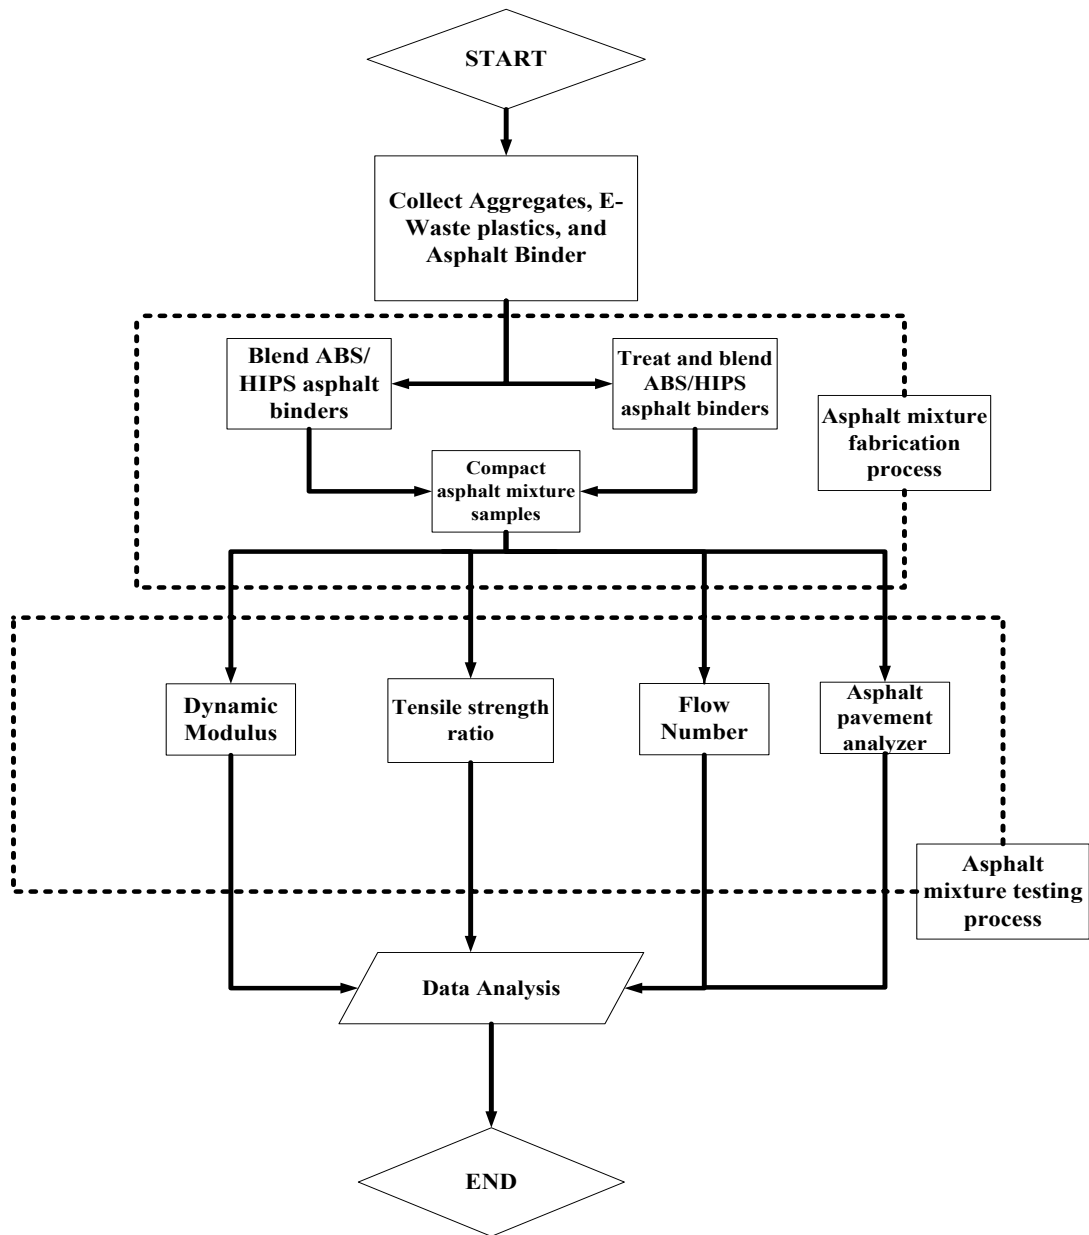 START
Collect Aggregates, E-
Waste plastics, and
Asphalt Binder
Blend ABS/
HIPS asphalt
binders
Treat and blend
ABS/HIPS
asphalt binders
Asphalt mixture
fabrication
process
Compact
asphalt mixture
samples
Dynamic
Modulus
Tensile strength
ratio
Flow
Number
Asphalt
pavement
analyzer
Asphalt
mixture testing
process
Data Analysis
END